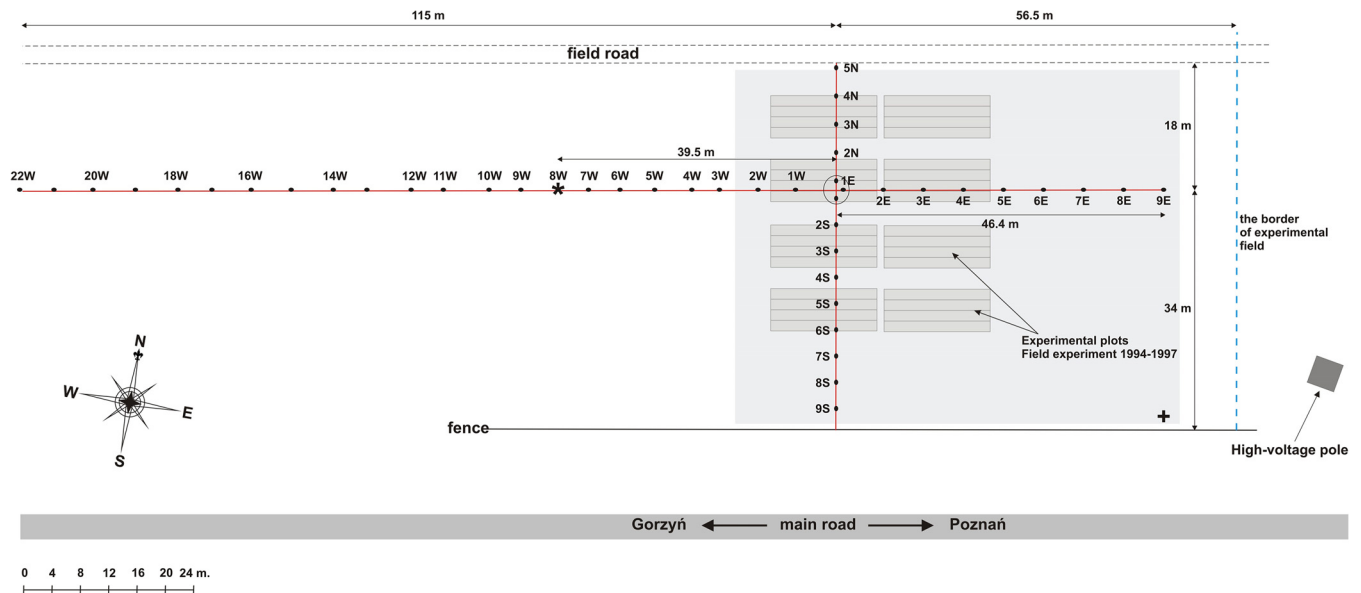 115 m
56.5 m
field road
5N
4N
3N
18 m
2N
39.5 m
22W 20W 18W 16W 14W 12W 11W 10W 9W 8W 7W 6W 5W 4W 3W 2W 1W 1E
*
2E 3E 4E 5E 6E 7E 8E 9E
46.4 m
the border
of experimental
field
2S
3S
4S
5S
34 m
6S
7S
8S
9S
+
Experimental plots
Field experiment 1994-1997
N
W
E
S
fence
High-voltage pole
Gorzyń main road Poznań
0 4 8 12 16 20 24 m.